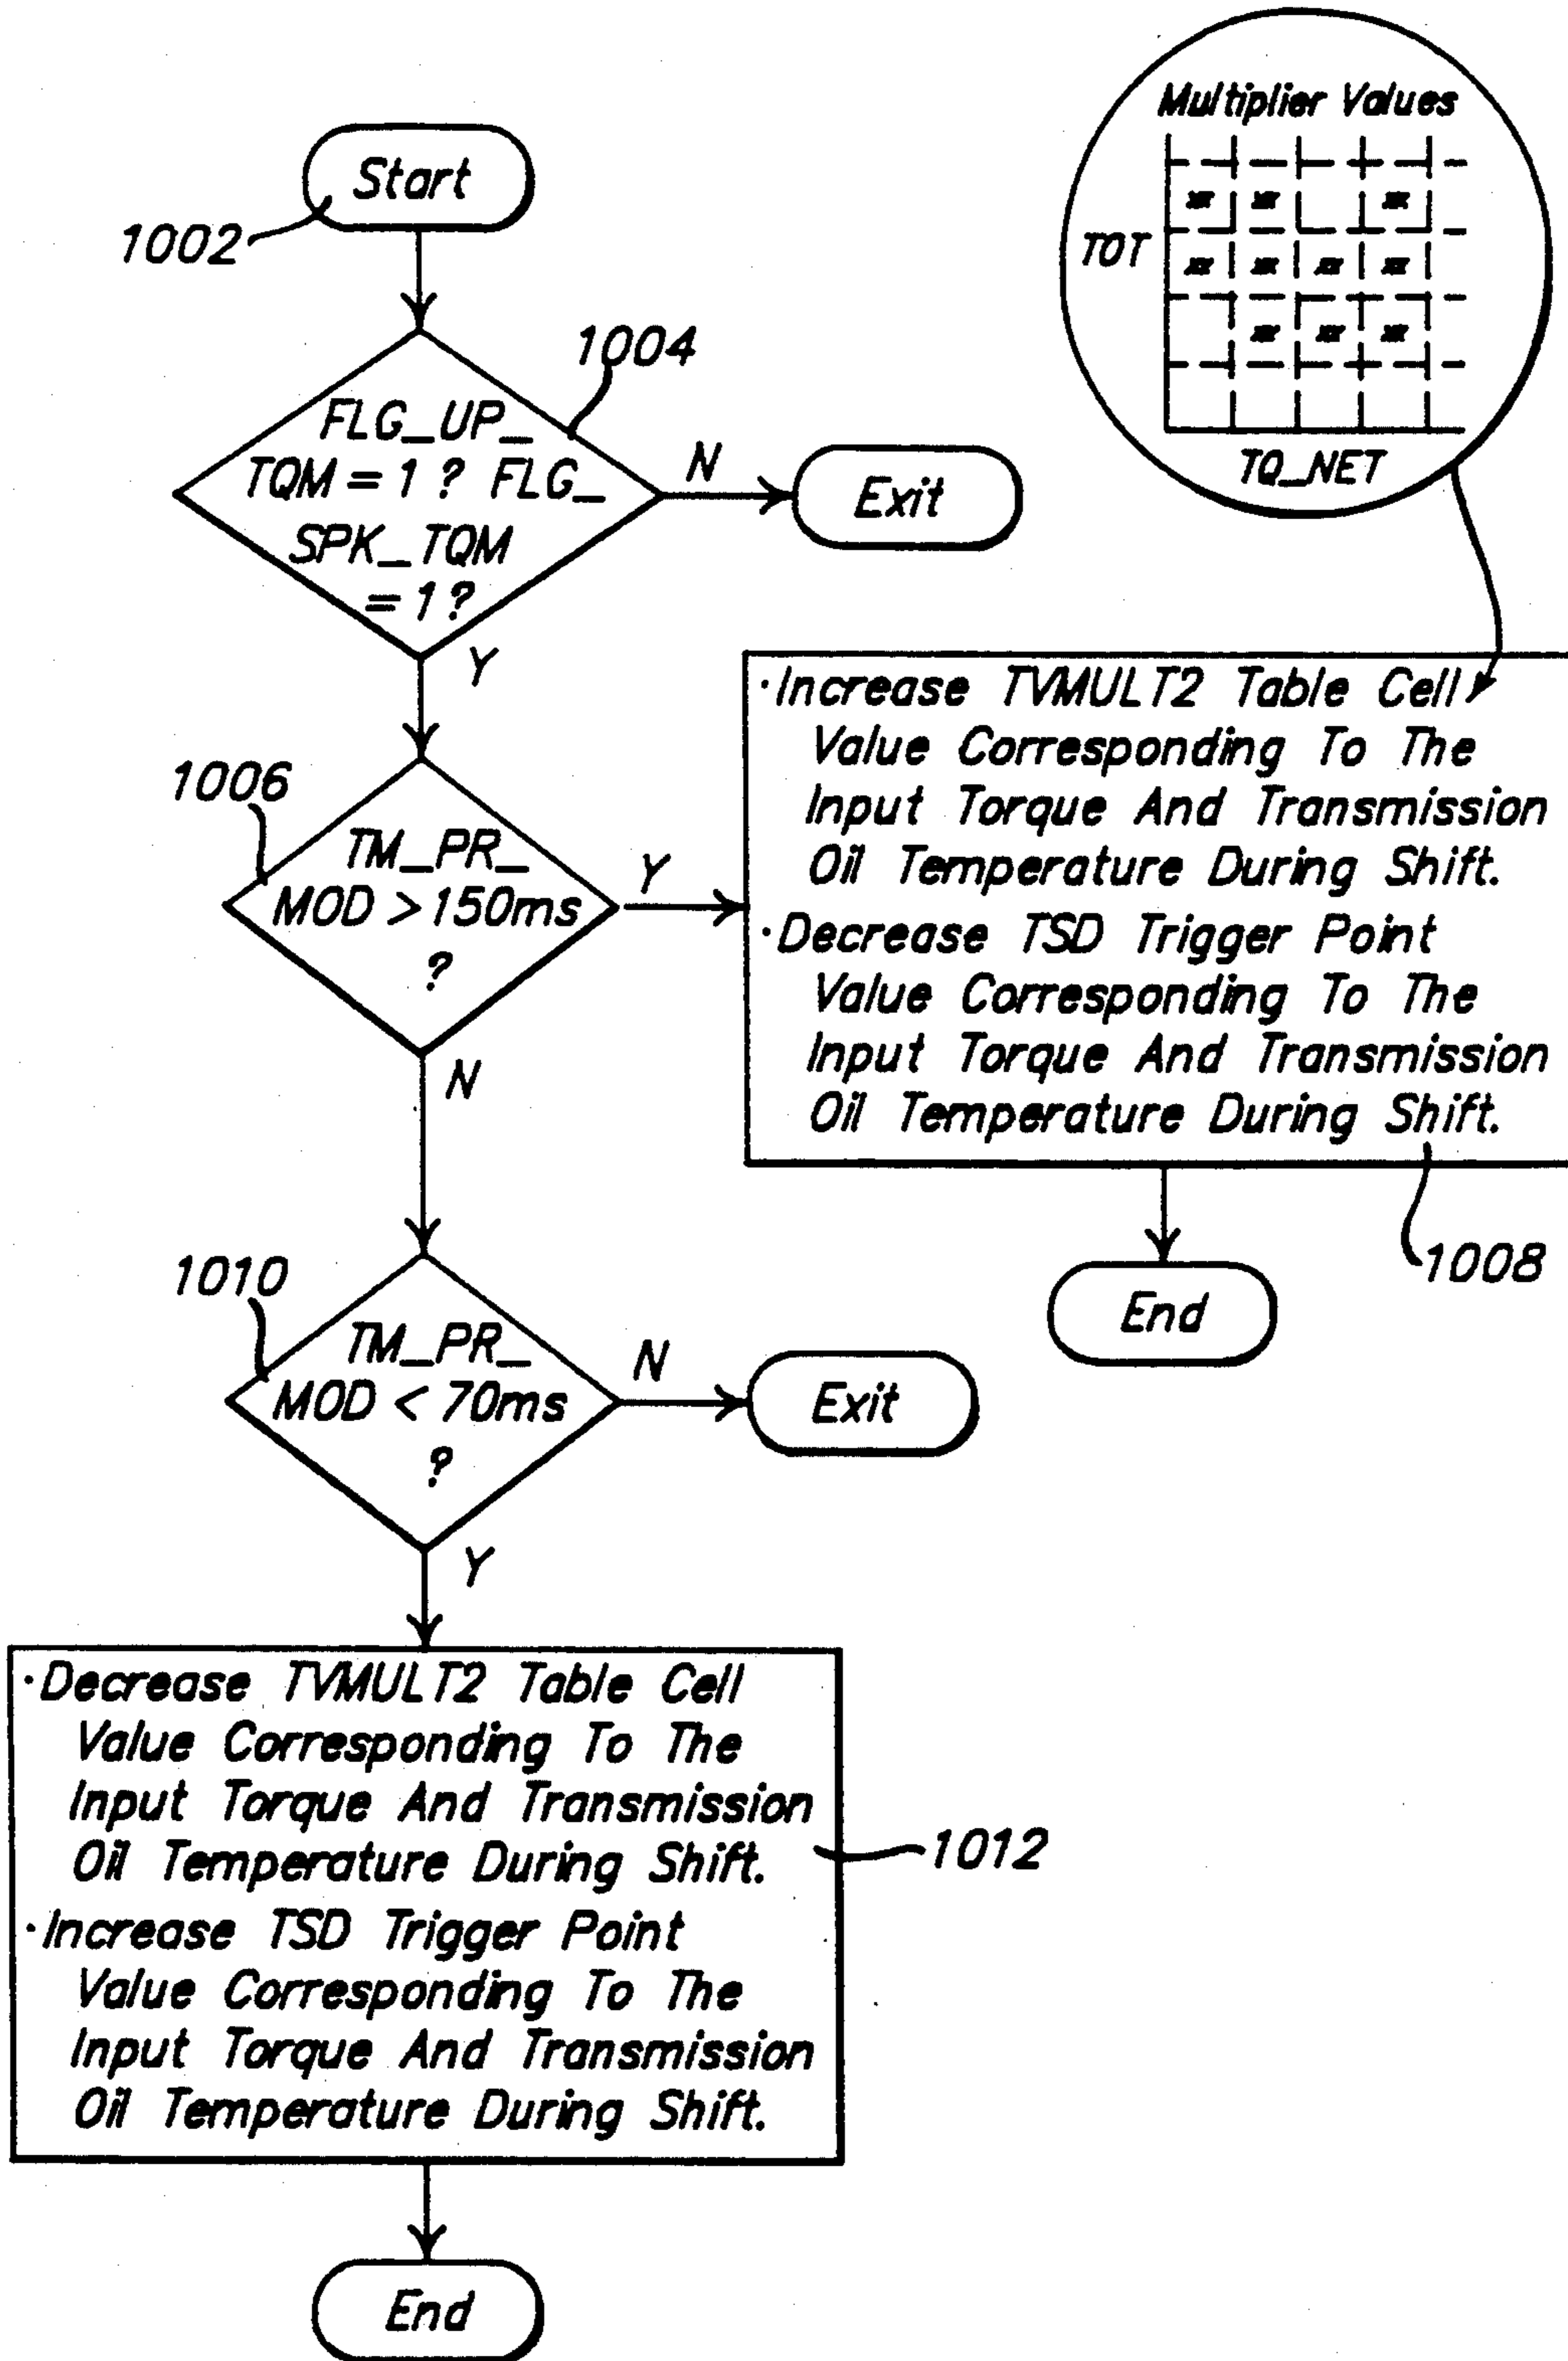 Start
1002
1004
FLG_UP_
TQM = 1 ? FLG_
SPK_TQM
= 1 ?
N
Exit
Y
Multiplier Values
TOT
TQ_NET
1006
TM_PR_
MOD > 150ms
?
Y
N
·Increase TVMULT2 Table Cell
Value Corresponding To The
Input Torque And Transmission
Oil Temperature During Shift.
·Decrease TSD Trigger Point
Value Corresponding To The
Input Torque And Transmission
Oil Temperature During Shift.
1008
End
1010
TM_PR_
MOD < 70ms
?
N
Exit
Y
·Decrease TVMULT2 Table Cell
Value Corresponding To The
Input Torque And Transmission
Oil Temperature During Shift.
·Increase TSD Trigger Point
Value Corresponding To The
Input Torque And Transmission
Oil Temperature During Shift.
1012
End